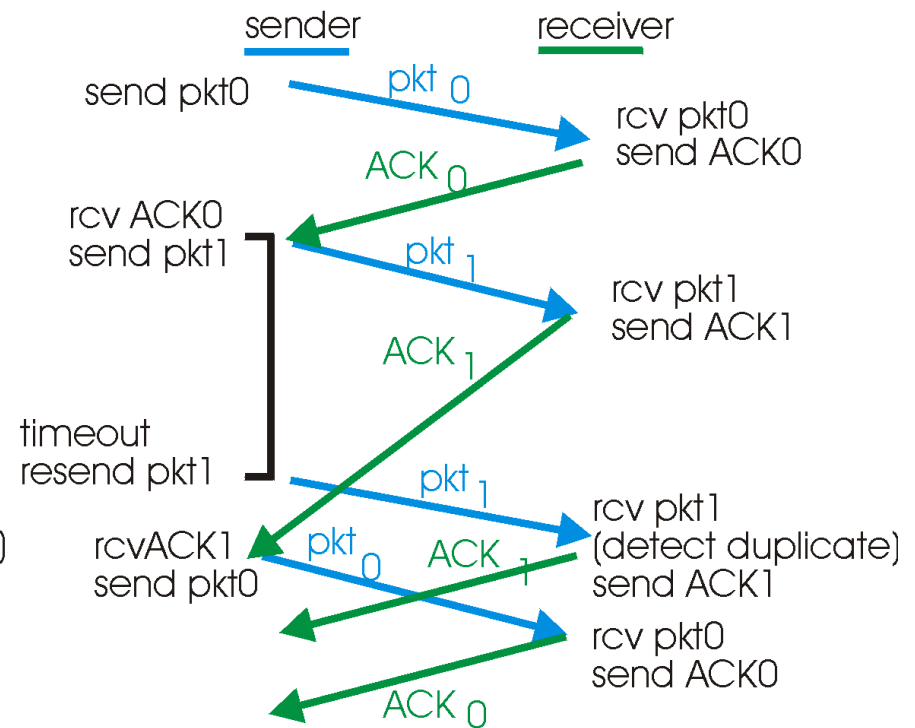 sender
receiver
send pkt0
pkt 0
rcv pkt0
send ACK0
ACK 0
rcv ACK0
send pkt1
pkt 1
rcv pkt1
send ACK1
ACK 1
timeout
resend pkt1
pkt 1
rcv pkt1
(detect duplicate)
send ACK1
)
rcvACK1
send pkt0
pkt 0
ACK 1
rcv pkt0
send ACK0
ACK 0